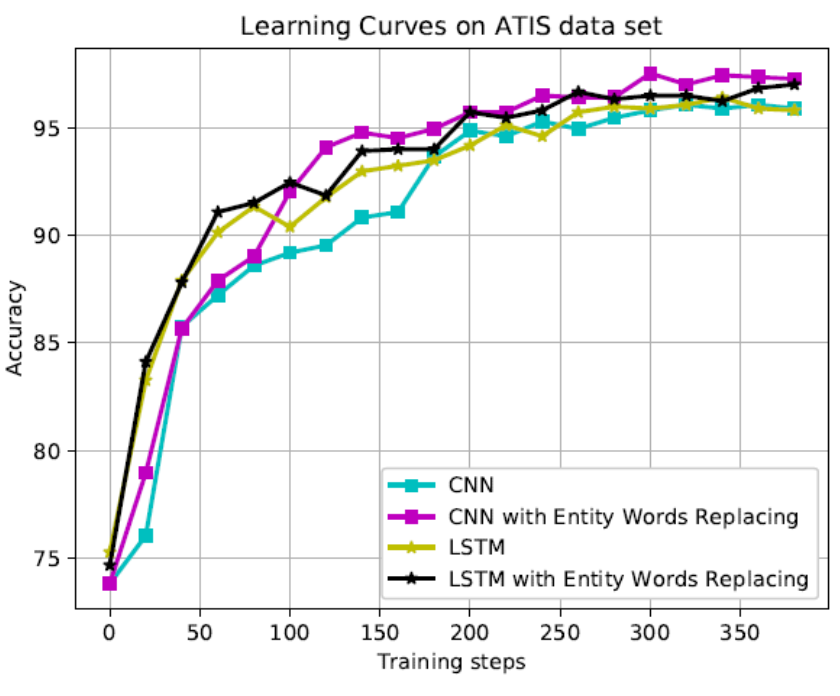 Learning Curves on ATIS data set
Accuracy
95
90
85
80
75
CNN
CNN with Entity Words Replacing
LSTM
LSTM with Entity Words Replacing
0 50 100 150 200 250 300 350
Training steps